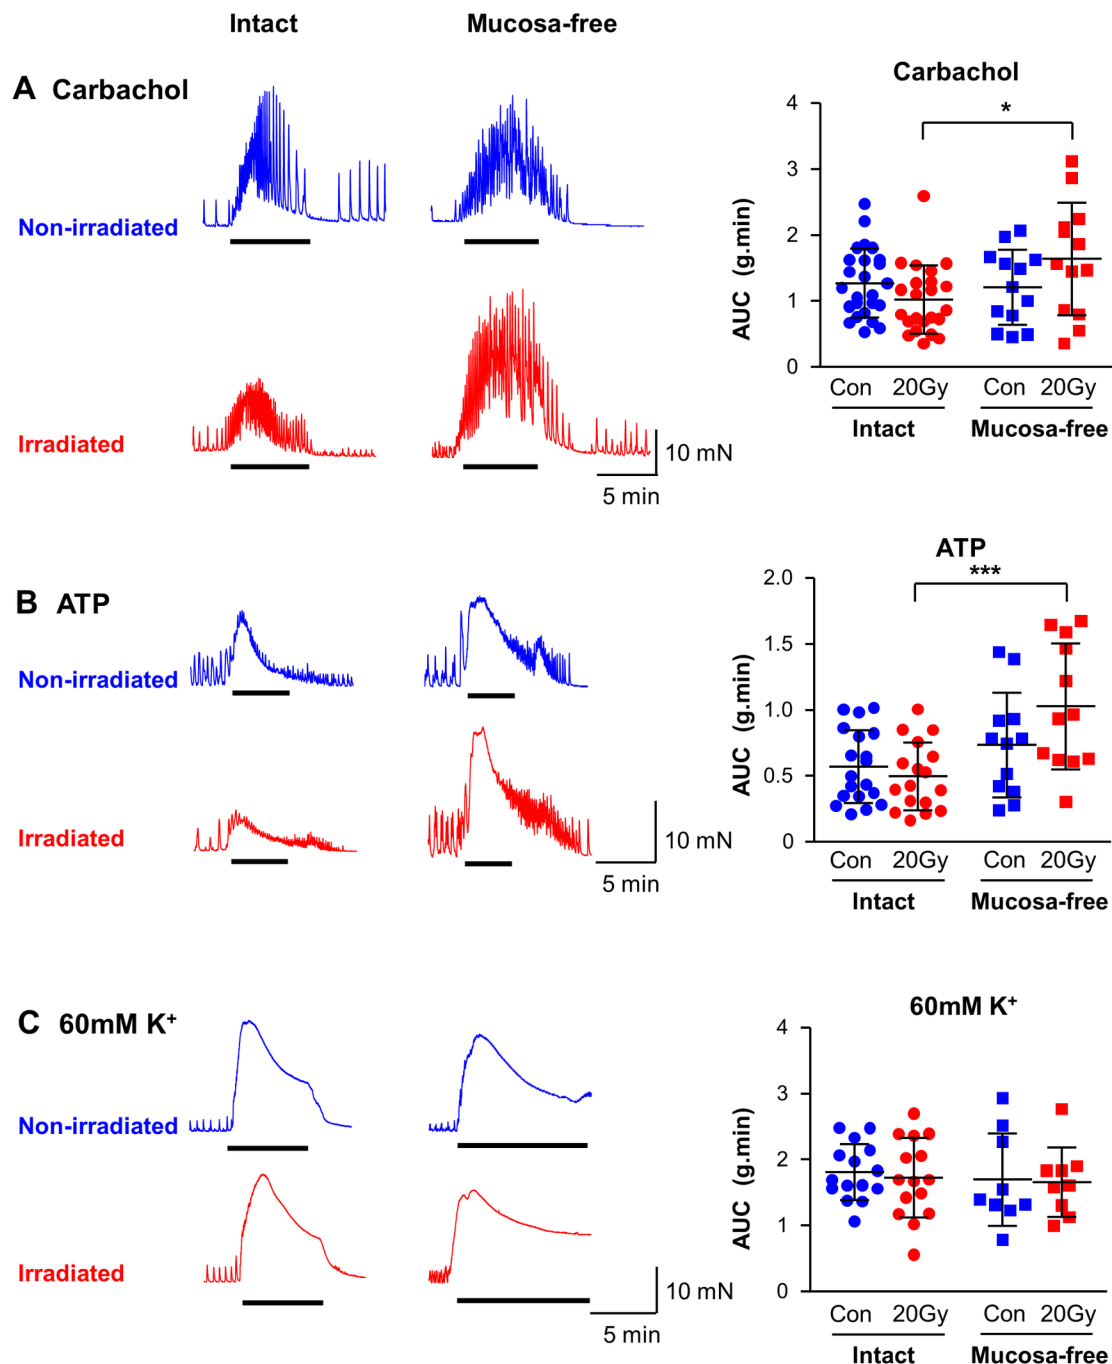 Intact
Mucosa-free
A Carbachol
Non-irradiated
Irradiated
10 mN
5 min
Carbachol
*
AUC (g.min)
4
3
2
1
0
Con 20Gy Con 20Gy
Intact Mucosa-free
B ATP
Non-irradiated
Irradiated
10 mN
5 min
ATP
***
AUC (g.min)
2.0
1.5
1.0
0.5
0
Con 20Gy Con 20Gy
Intact Mucosa-free
C 60mM K⁺
Non-irradiated
Irradiated
10 mN
5 min
60mM K⁺
AUC (g.min)
4
3
2
1
0
Con 20Gy Con 20Gy
Intact Mucosa-free